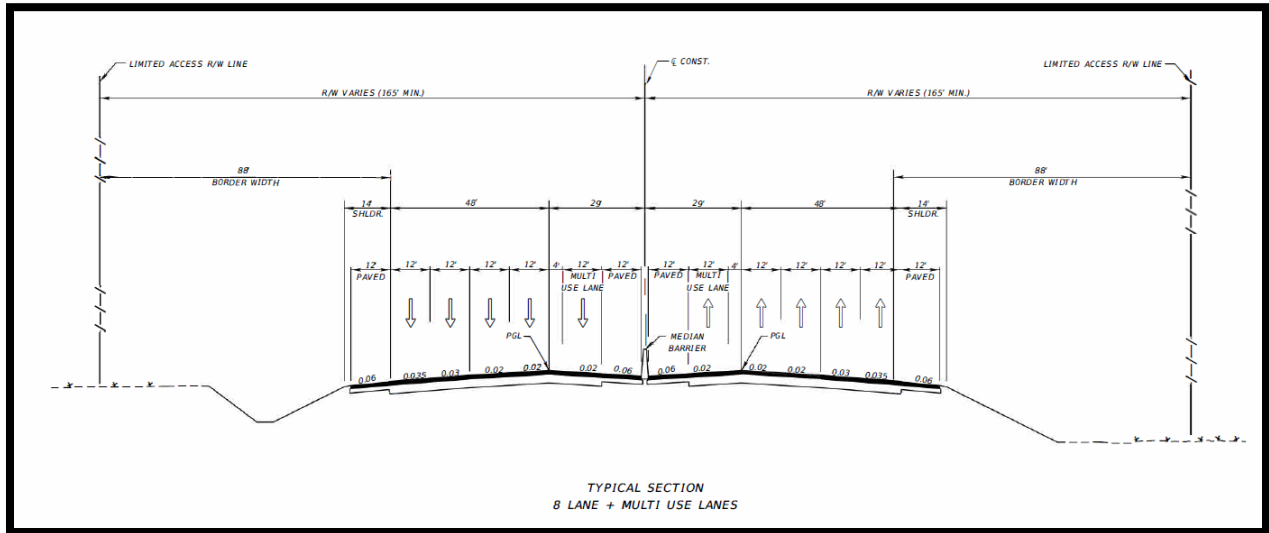 LIMITED ACCESS R/W LINE
℄ CONST.
LIMITED ACCESS R/W LINE
R/W VARIES (165' MIN.)
R/W VARIES (165' MIN.)
88'
BORDER WIDTH
88'
BORDER WIDTH
14'
SHLDR.
48'
29'
29'
48'
14'
SHLDR.
12'
PAVED
12'
12'
12'
12'
4'
12'
MULTI
USE LANE
12'
PAVED
12'
PAVED
12'
MULTI
USE LANE
4'
12'
12'
12'
12'
12'
PAVED
PGL
MEDIAN
BARRIER
PGL
0.06
0.035
0.03
0.02
0.02
0.02
0.06
0.06
0.02
0.02
0.02
0.03
0.035
0.06
TYPICAL SECTION
8 LANE + MULTI USE LANES